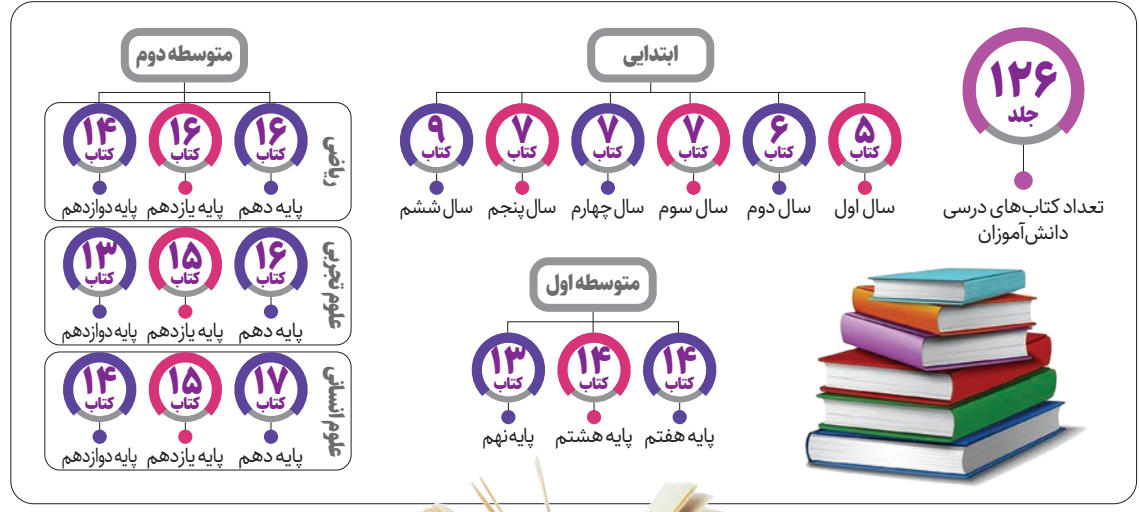 ۱۲۶
جلد
تعداد کتاب‌های درسی
دانش‌آموزان
ابتدایی
۵ کتاب
سال اول
۶ کتاب
سال دوم
۷ کتاب
سال سوم
۷ کتاب
سال چهارم
۷ کتاب
سال پنجم
۹ کتاب
سال ششم
متوسطه اول
۱۴ کتاب
پایه هفتم
۱۴ کتاب
پایه هشتم
۱۳ کتاب
پایه نهم
متوسطه دوم
ریاضی
۱۶ کتاب
پایه دهم
۱۶ کتاب
پایه یازدهم
۱۴ کتاب
پایه دوازدهم
علوم تجربی
۱۶ کتاب
پایه دهم
۱۵ کتاب
پایه یازدهم
۱۳ کتاب
پایه دوازدهم
علوم انسانی
۱۷ کتاب
پایه دهم
۱۵ کتاب
پایه یازدهم
۱۴ کتاب
پایه دوازدهم